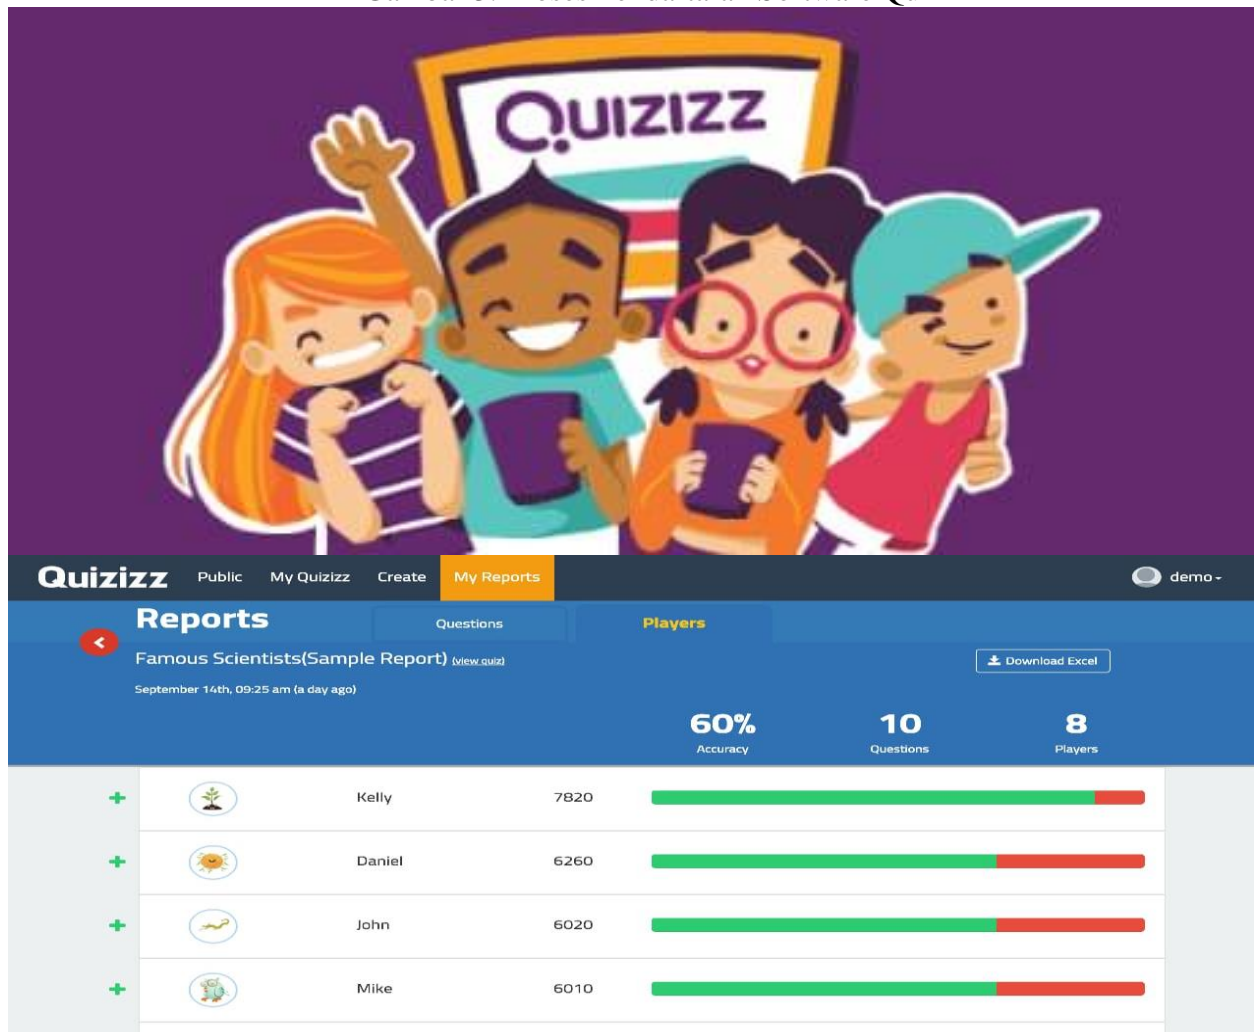 QUIZIZZ
Quizizz Public My Quizizz Create My Reports demo
Reports Questions Players
Famous Scientists(Sample Report) (view quiz) Download Excel
September 14th, 09:25 am (a day ago)
60% 10 8
Accuracy Questions Players
Kelly 7820
Daniel 6260
John 6020
Mike 6010